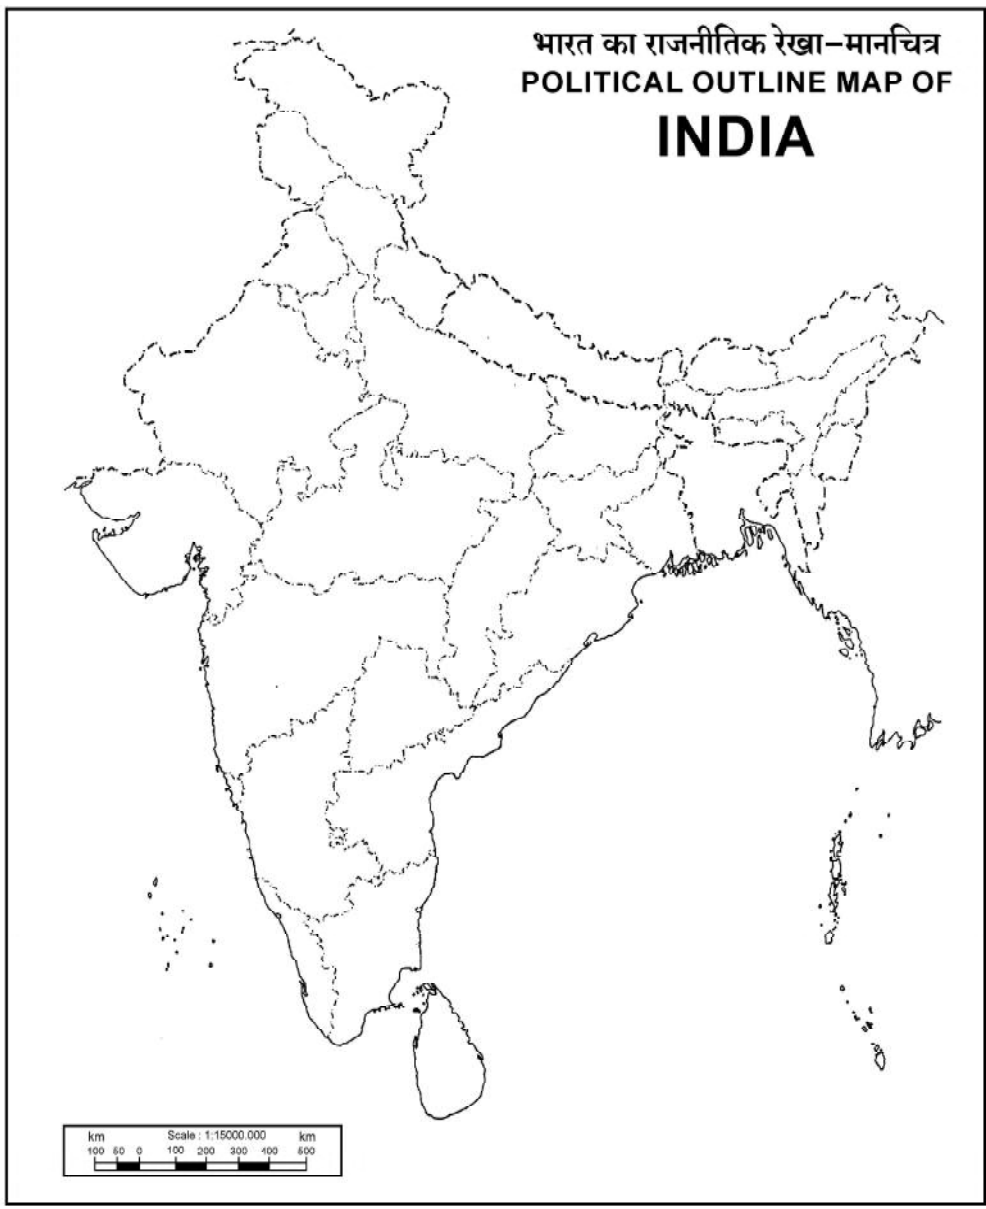 भारत का राजनीतिक रेखा–मानचित्र
POLITICAL OUTLINE MAP OF
INDIA
km Scale : 1:15000.000 km
100 50 0 100 200 300 400 500